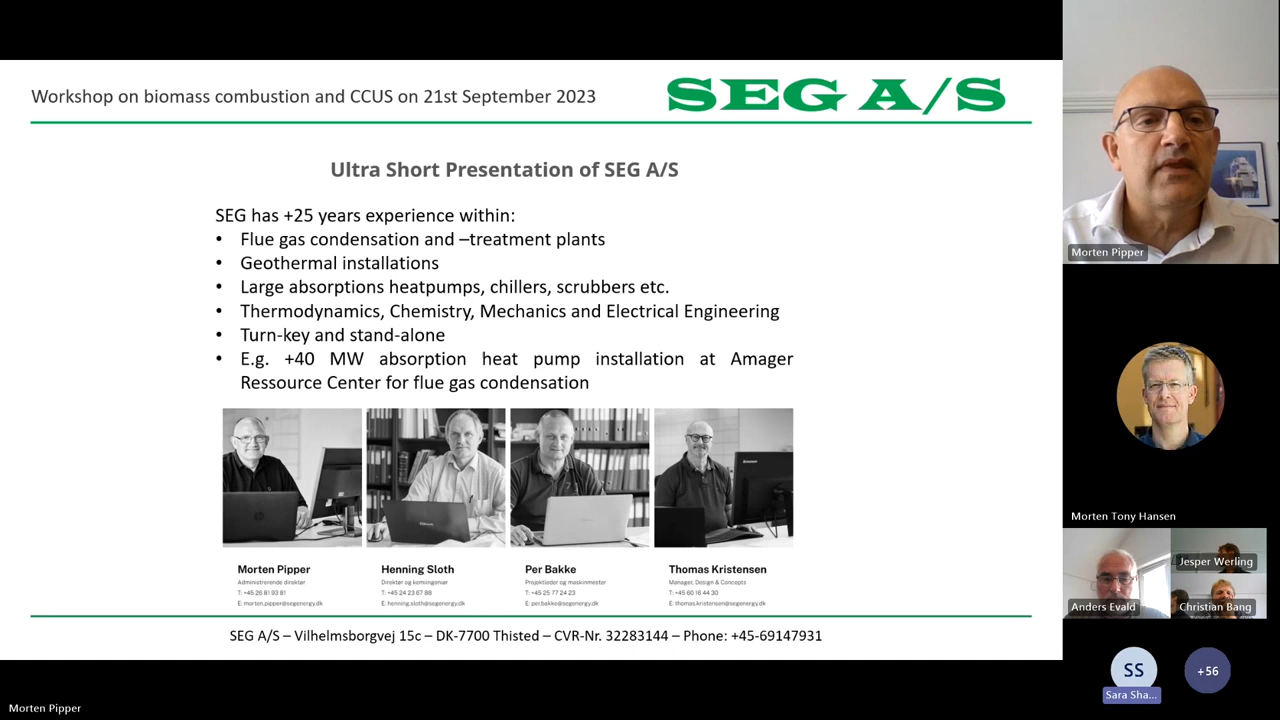 Workshop on biomass combustion and CCUS on 21st September 2023
SEG A/S
Ultra Short Presentation of SEG A/S
SEG has +25 years experience within:
• Flue gas condensation and –treatment plants
• Geothermal installations
• Large absorptions heatpumps, chillers, scrubbers etc.
• Thermodynamics, Chemistry, Mechanics and Electrical Engineering
• Turn-key and stand-alone
• E.g. +40 MW absorption heat pump installation at Amager
Ressource Center for flue gas condensation
Morten Pipper
Administrerende direktør
T: +45 26 81 93 81
E: morten.pipper@segenergy.dk
Henning Sloth
Direktør og kemiingeniør
T: +45 24 23 67 88
E: henning.sloth@segenergy.dk
Per Bakke
Projektleder og maskinmester
T: +45 25 77 24 23
E: per.bakke@segenergy.dk
Thomas Kristensen
Manager, Design & Concepts
T: +45 60 16 44 30
E: thomas.kristensen@segenergy.dk
SEG A/S – Vilhelmsborgvej 15c – DK-7700 Thisted – CVR-Nr. 32283144 – Phone: +45-69147931
Morten Pipper
Morten Tony Hansen
Jesper Werling
Anders Evald
Christian Bang
SS
Sara Sha...
+56
Morten Pipper